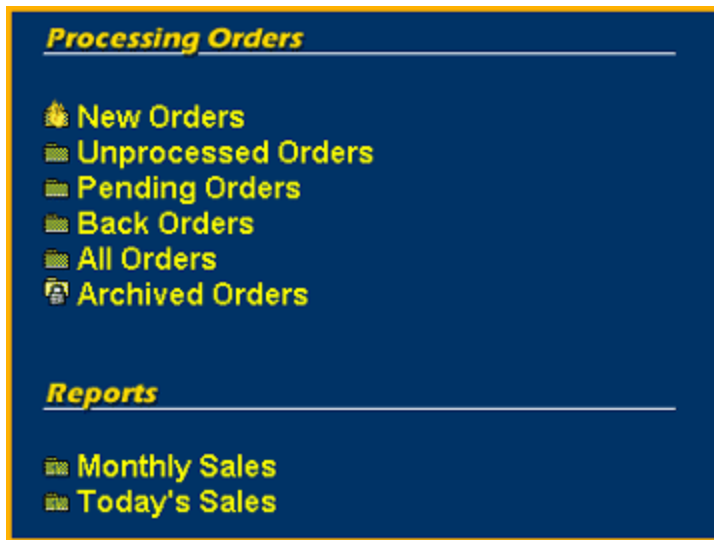 Processing Orders
New Orders
Unprocessed Orders
Pending Orders
Back Orders
All Orders
Archived Orders
Reports
Monthly Sales
Today's Sales